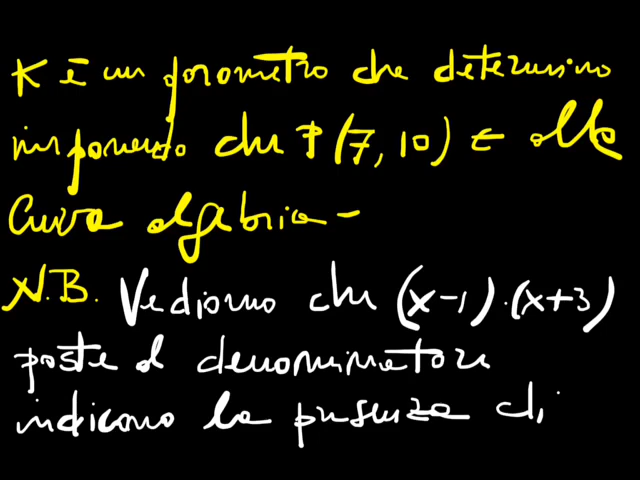 K è un parametro che determino
imponendo che P(7,10) ∈ alla
Curva algebrica -
N.B. Vediamo che (x-1).(x+3)
poste al denominatore
indicano la presenza di